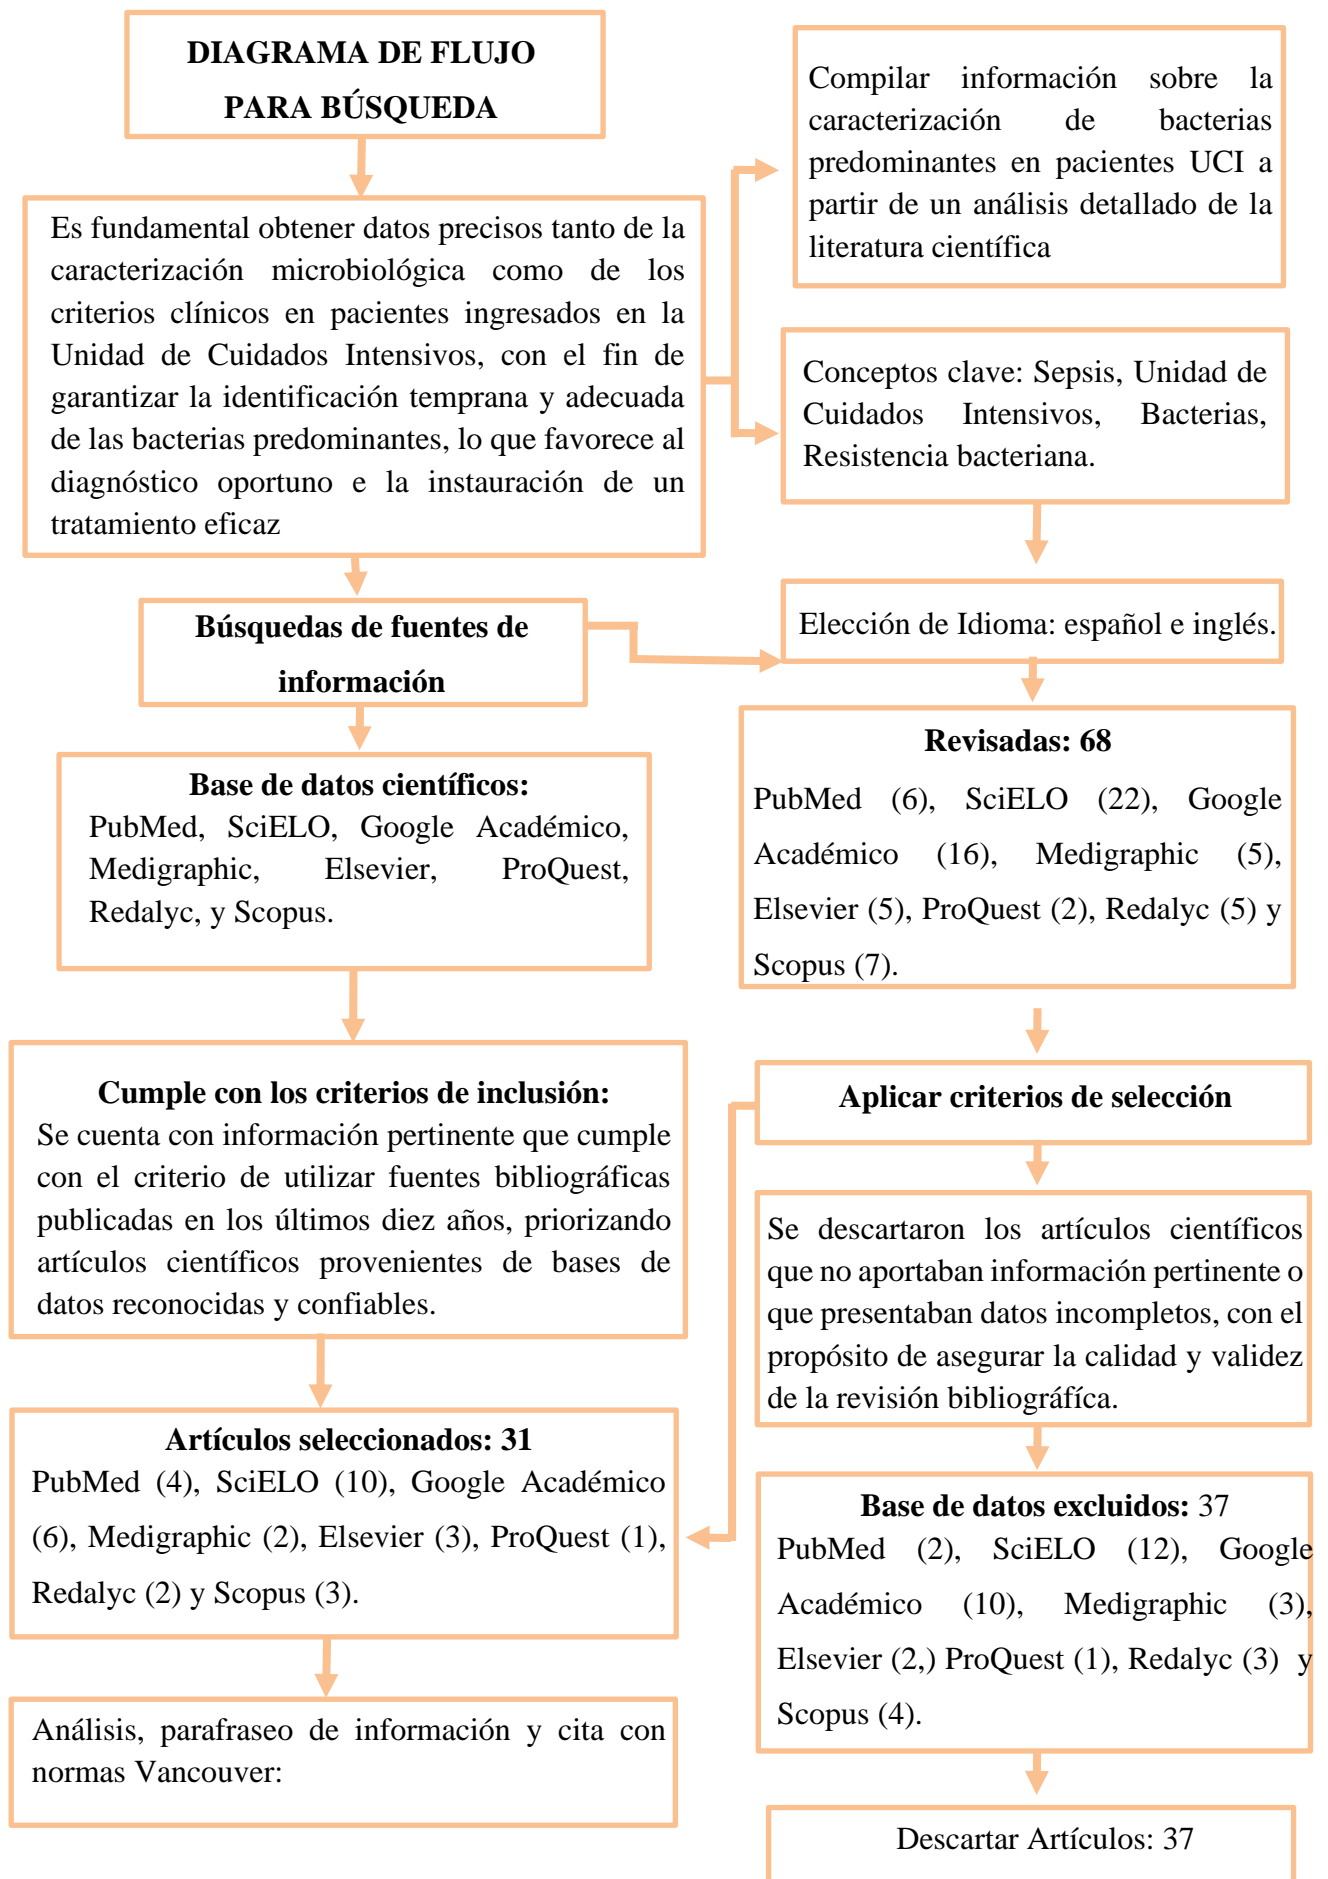 DIAGRAMA DE FLUJO
PARA BÚSQUEDA
Es fundamental obtener datos precisos tanto de la
caracterización microbiológica como de los
criterios clínicos en pacientes ingresados en la
Unidad de Cuidados Intensivos, con el fin de
garantizar la identificación temprana y adecuada
de las bacterias predominantes, lo que favorece al
diagnóstico oportuno e la instauración de un
tratamiento eficaz
Compilar información sobre la
caracterización de bacterias
predominantes en pacientes UCI a
partir de un análisis detallado de la
literatura científica
Conceptos clave: Sepsis, Unidad de
Cuidados Intensivos, Bacterias,
Resistencia bacteriana.
Búsquedas de fuentes de
información
Elección de Idioma: español e inglés.
Base de datos científicos:
PubMed, SciELO, Google Académico,
Medigraphic, Elsevier, ProQuest,
Redalyc, y Scopus.
Revisadas: 68
PubMed (6), SciELO (22), Google
Académico (16), Medigraphic (5),
Elsevier (5), ProQuest (2), Redalyc (5) y
Scopus (7).
Cumple con los criterios de inclusión:
Se cuenta con información pertinente que cumple
con el criterio de utilizar fuentes bibliográficas
publicadas en los últimos diez años, priorizando
artículos científicos provenientes de bases de
datos reconocidas y confiables.
Aplicar criterios de selección
Se descartaron los artículos científicos
que no aportaban información pertinente o
que presentaban datos incompletos, con el
propósito de asegurar la calidad y validez
de la revisión bibliográfíca.
Artículos seleccionados: 31
PubMed (4), SciELO (10), Google Académico
(6), Medigraphic (2), Elsevier (3), ProQuest (1),
Redalyc (2) y Scopus (3).
Base de datos excluidos: 37
PubMed (2), SciELO (12), Google
Académico (10), Medigraphic (3),
Elsevier (2,) ProQuest (1), Redalyc (3) y
Scopus (4).
Análisis, parafraseo de información y cita con
normas Vancouver:
Descartar Artículos: 37